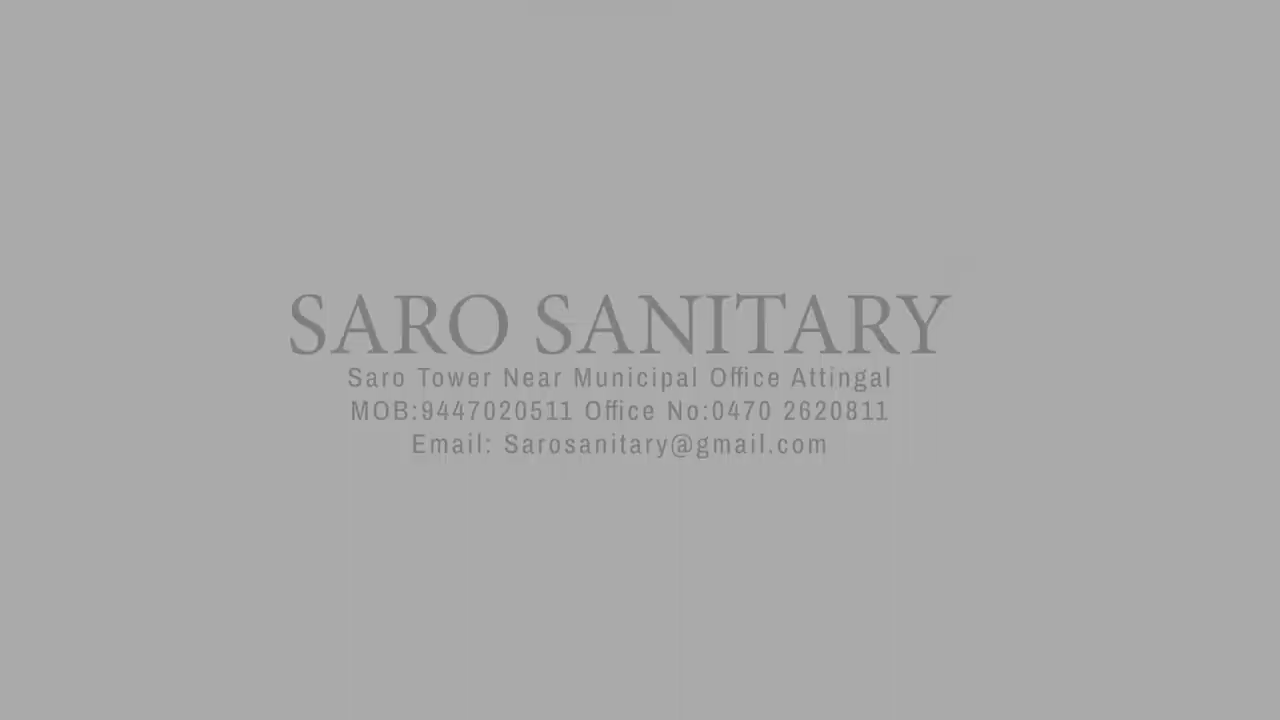 SARO SANITARY
Saro Tower Near Municipal Office Attingal
MOB:9447020511 Office No:0470 2620811
Email: Sarosanitary@gmail.com